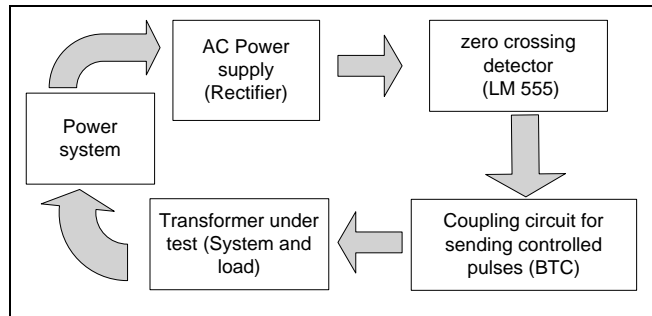 AC Power
supply
(Rectifier)
zero crossing
detector
(LM 555)
Power
system
Transformer under
test (System and
load)
Coupling circuit for
sending controlled
pulses (BTC)